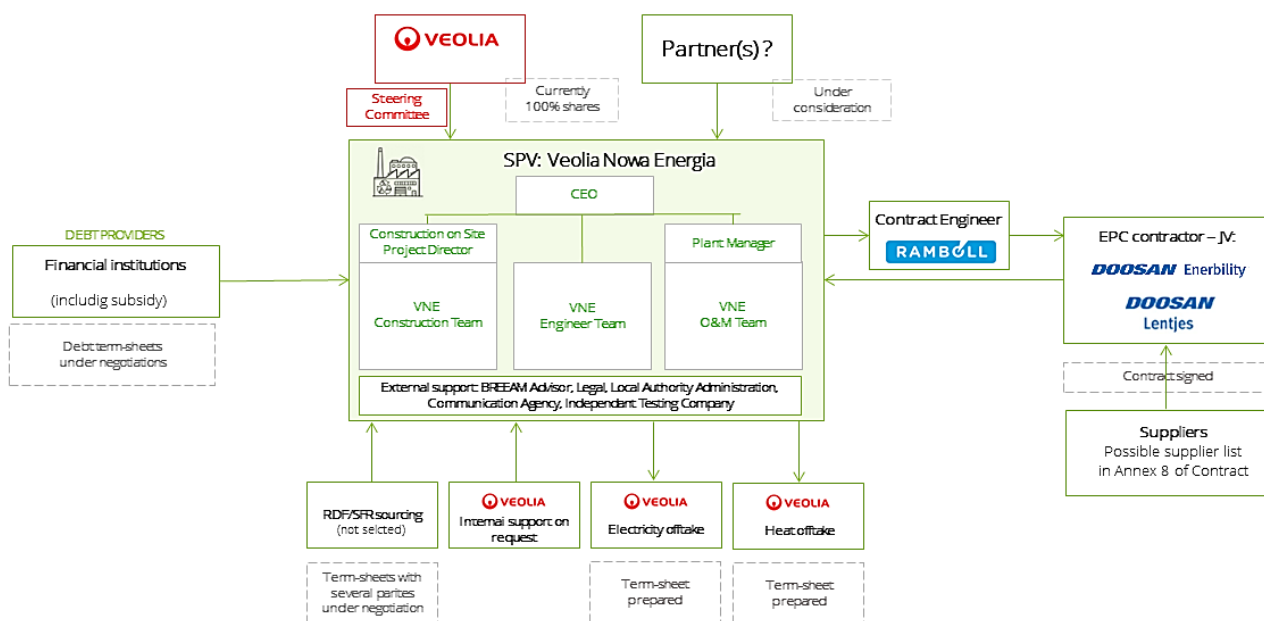 VEOLIA
Partner(s) ?
Steering
Committee
Currently
100% shares
Under
consideration
SPV: Veolia Nowa Energia
CEO
Construction on Site
Project Director
Plant Manager
VNE
Construction Team
VNE
Engineer Team
VNE
O&M Team
External support: BREEAM Advisor, Legal, Local Authority Administration,
Communication Agency, Independent Testing Company
DEBT PROVIDERS
Financial institutions
(includig subsidy)
Debt term-sheets
under negotiations
Contract Engineer
RAMBOLL
EPC contractor – JV:
DOOSAN Enerbility
DOOSAN
Lentjes
Contract signed
Suppliers
Possible supplier list
in Annex 8 of Contract
RDF/SFR sourcing
(not selcted)
Term-sheets with
several parites
under negotiation
VEOLIA
Internal support on
request
VEOLIA
Electricity offtake
Term-sheet
prepared
VEOLIA
Heat offtake
Term-sheet
prepared